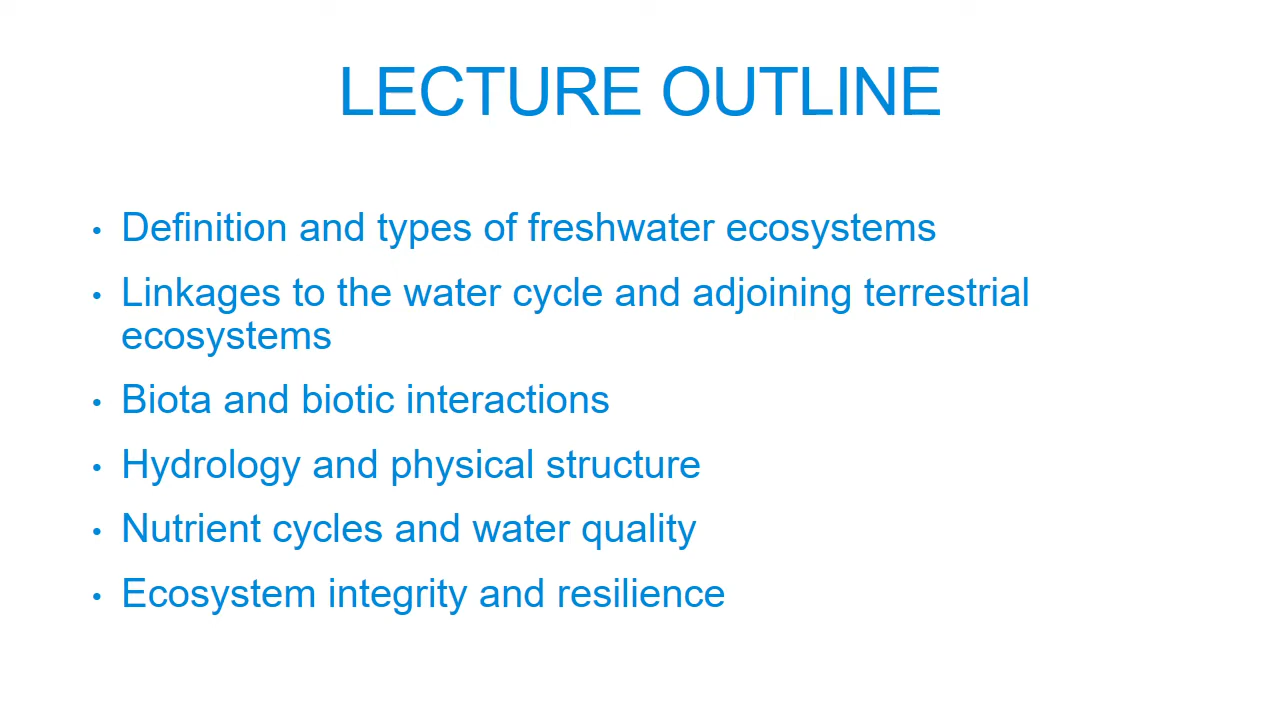 LECTURE OUTLINE
• Definition and types of freshwater ecosystems
• Linkages to the water cycle and adjoining terrestrial
ecosystems
• Biota and biotic interactions
• Hydrology and physical structure
• Nutrient cycles and water quality
• Ecosystem integrity and resilience